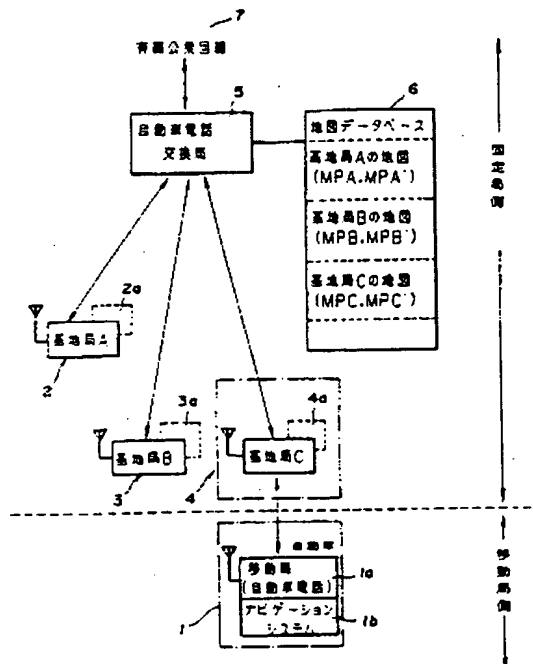 7
有線公衆回線
5
自動車電話
交換局
6
地図データベース
基地局Aの地図
(MPA,MPA')
基地局Bの地図
(MPB,MPB')
基地局Cの地図
(MPC,MPC')
固定局側
2a
基地局A
2
3a
基地局B
3
4a
基地局C
4
自動車
移動局
(自動車電話)
1a
ナビゲーション
システム
1b
1
移動局側